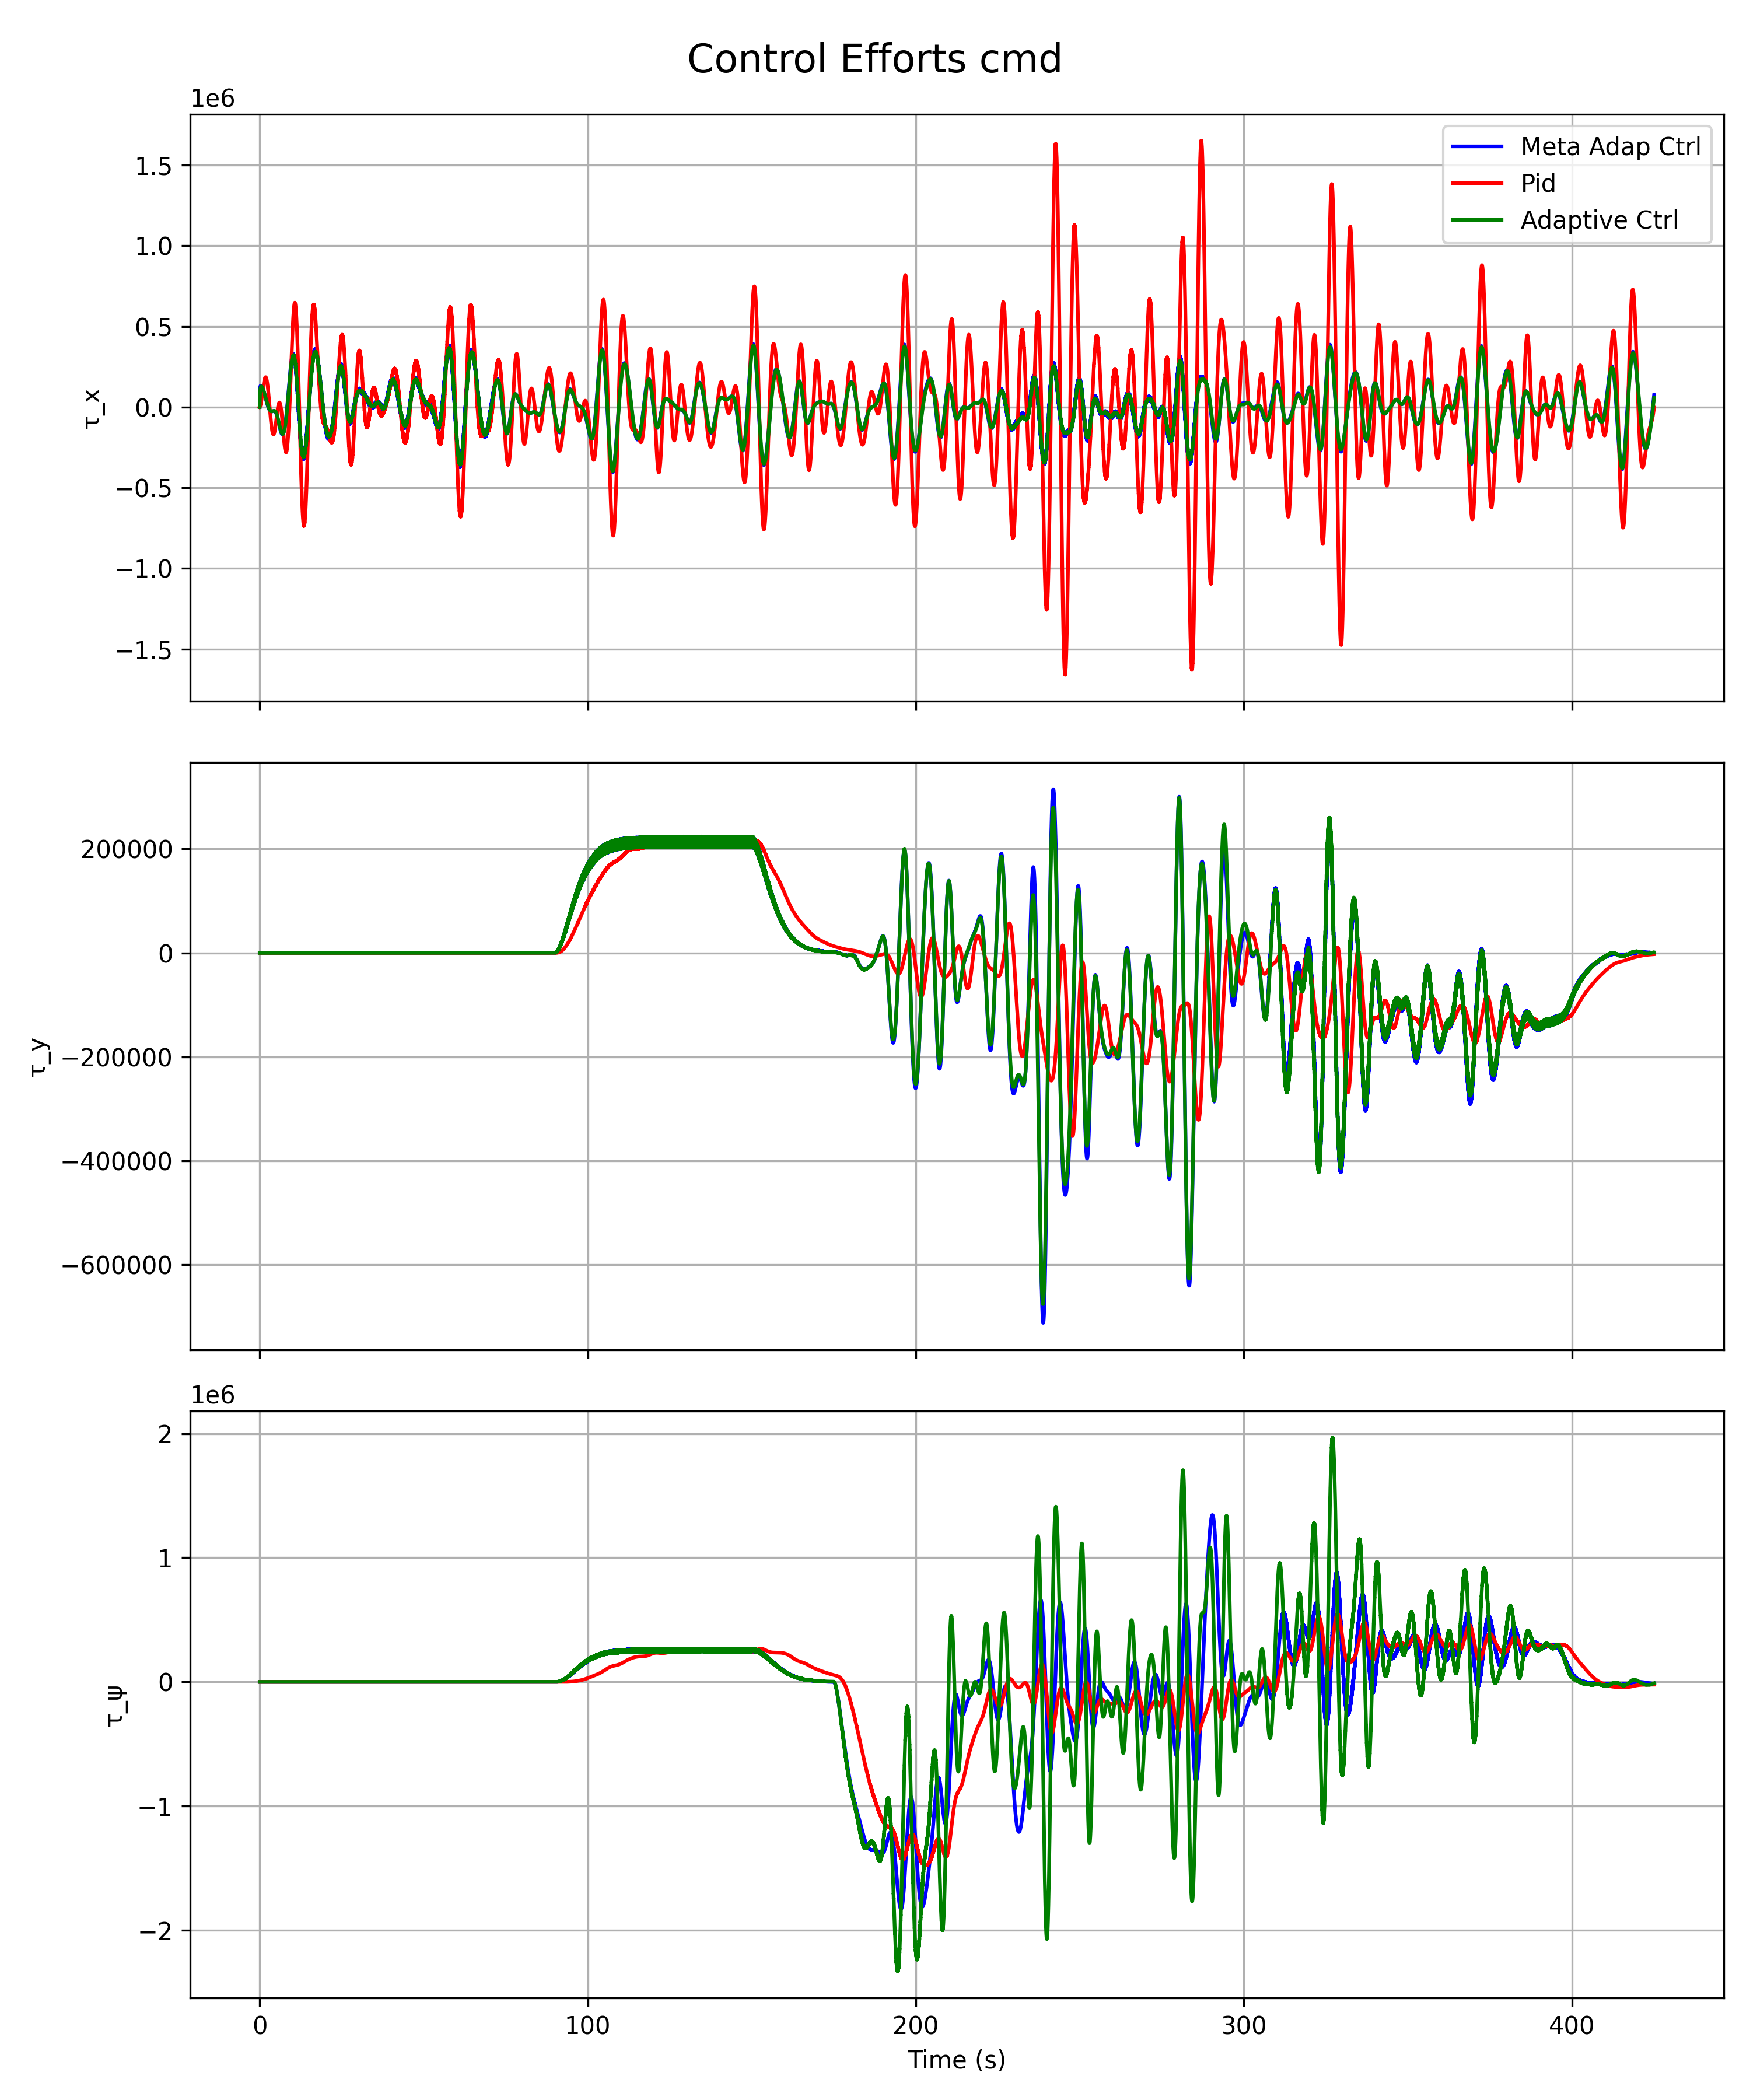 Control Efforts cmd
1e6
Meta Adap Ctrl
Pid
Adaptive Ctrl
1.5
1.0
0.5
0.0
−0.5
−1.0
−1.5
τ_x
200000
0
−200000
−400000
−600000
τ_y
1e6
2
1
0
−1
−2
τ_ψ
0 100 200 300 400
Time (s)